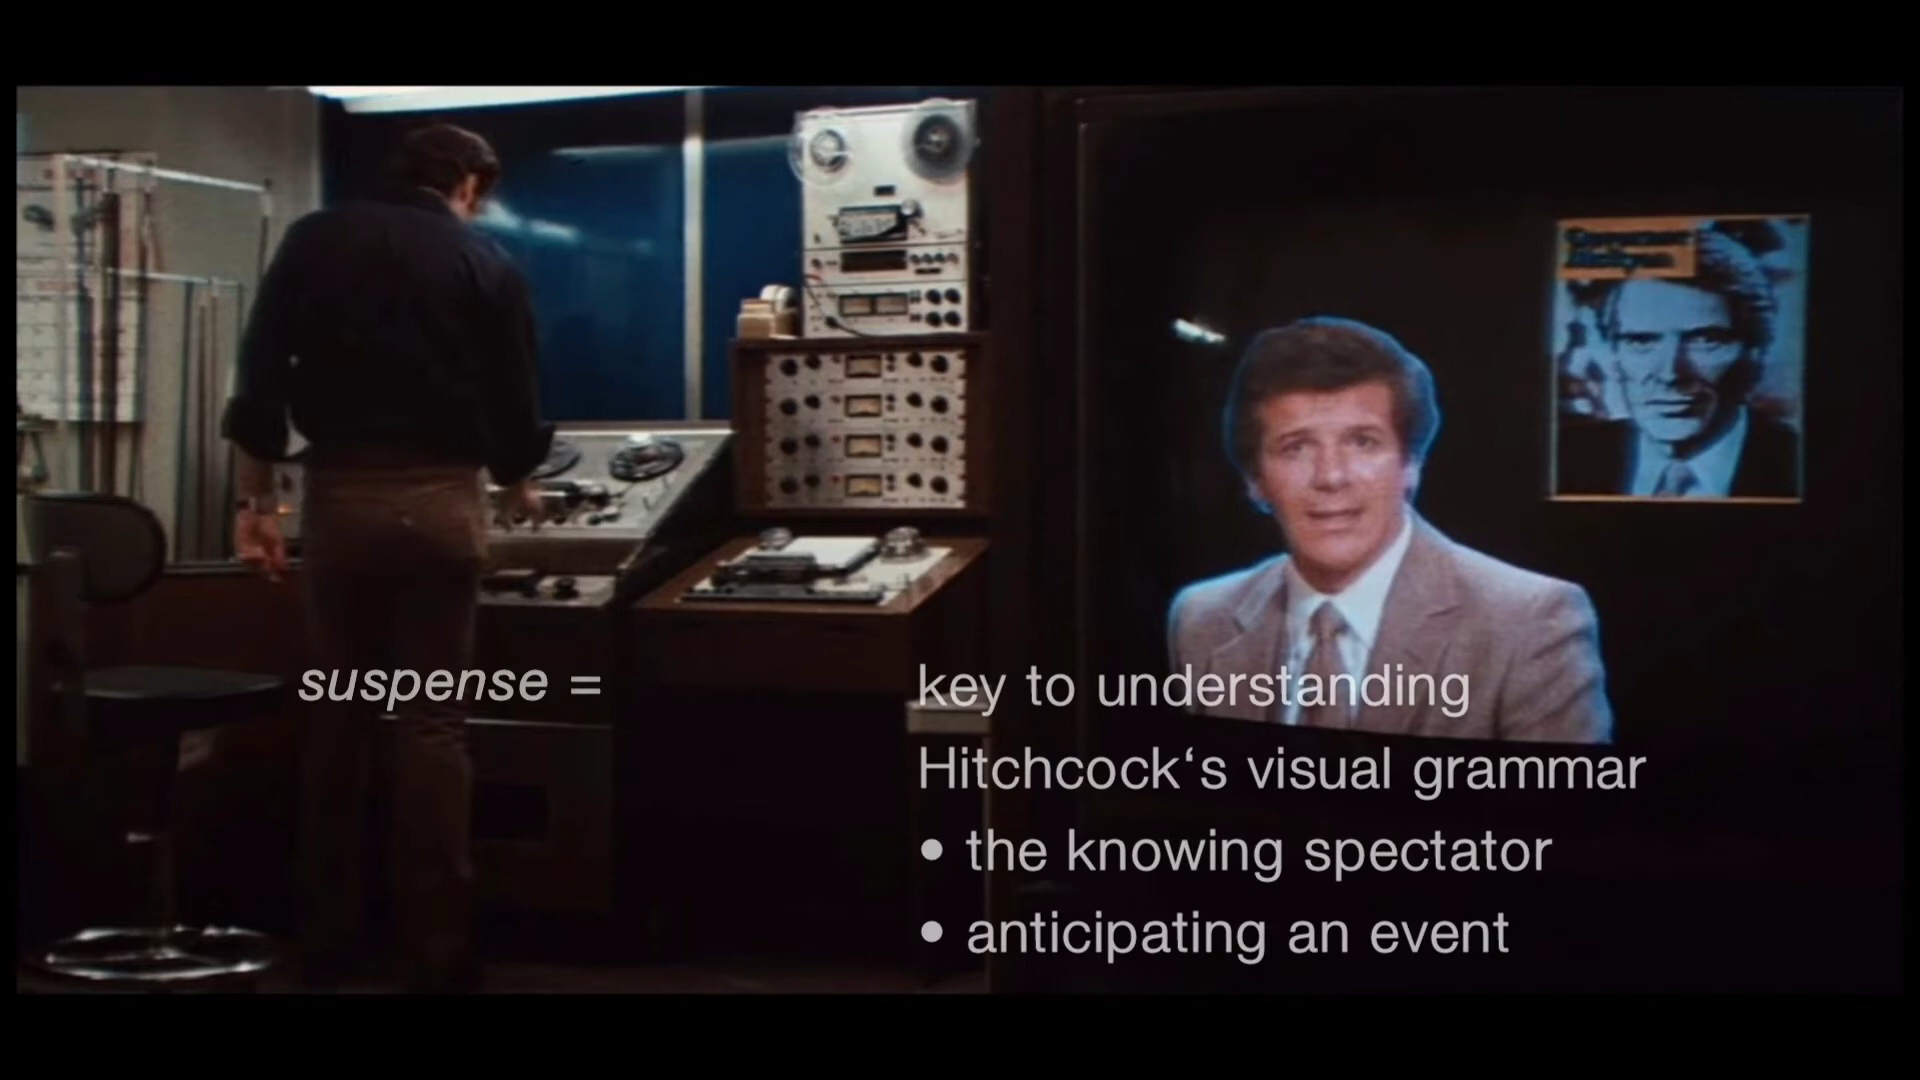 suspense =
key to understanding
Hitchcock‘s visual grammar
• the knowing spectator
• anticipating an event